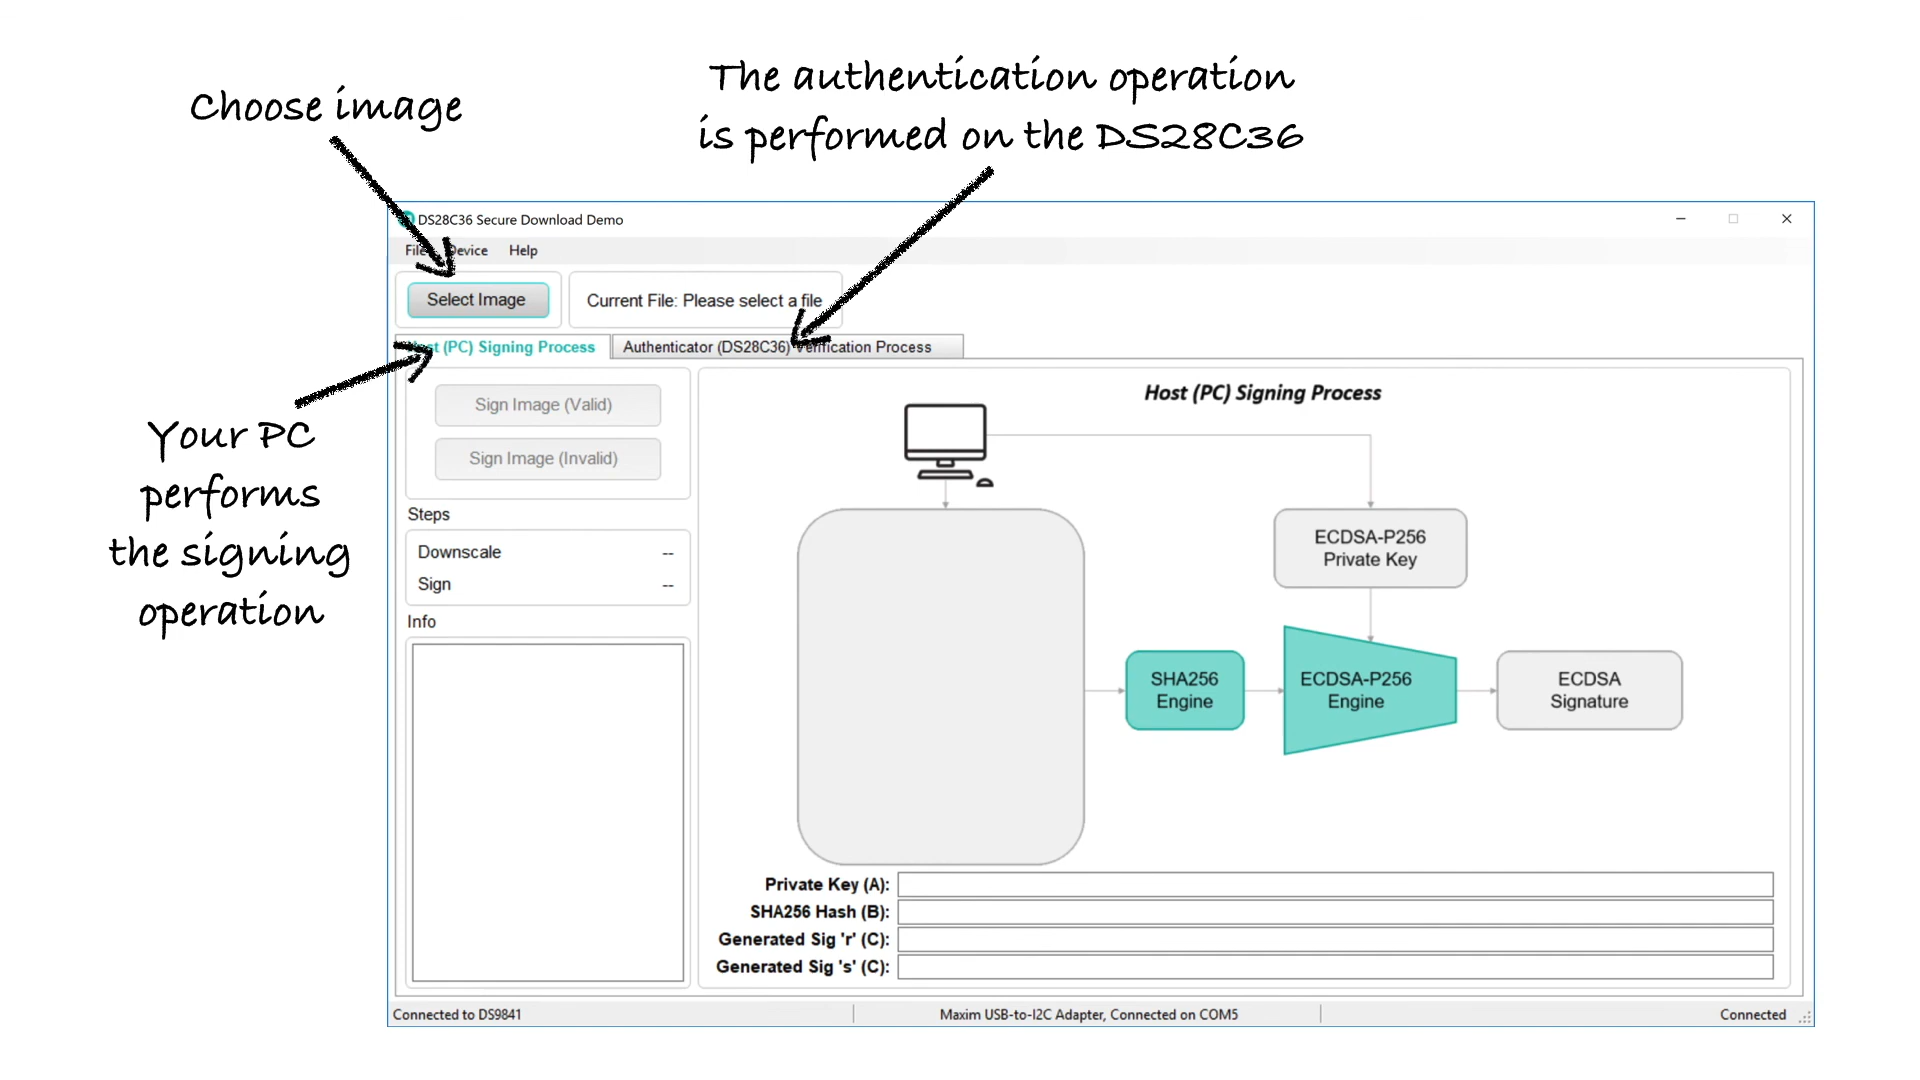 Choose image
The authentication operation
is performed on the DS28C36
DS28C36 Secure Download Demo
File Device Help
Select Image
Current File: Please select a file
Host (PC) Signing Process
Authenticator (DS28C36) Verification Process
Your PC
performs
the signing
operation
Sign Image (Valid)
Sign Image (Invalid)
Steps
Downscale --
Sign --
Info
Host (PC) Signing Process
ECDSA-P256
Private Key
SHA256
Engine
ECDSA-P256
Engine
ECDSA
Signature
Private Key (A):
SHA256 Hash (B):
Generated Sig 'r' (C):
Generated Sig 's' (C):
Connected to DS9841
Maxim USB-to-I2C Adapter, Connected on COM5
Connected